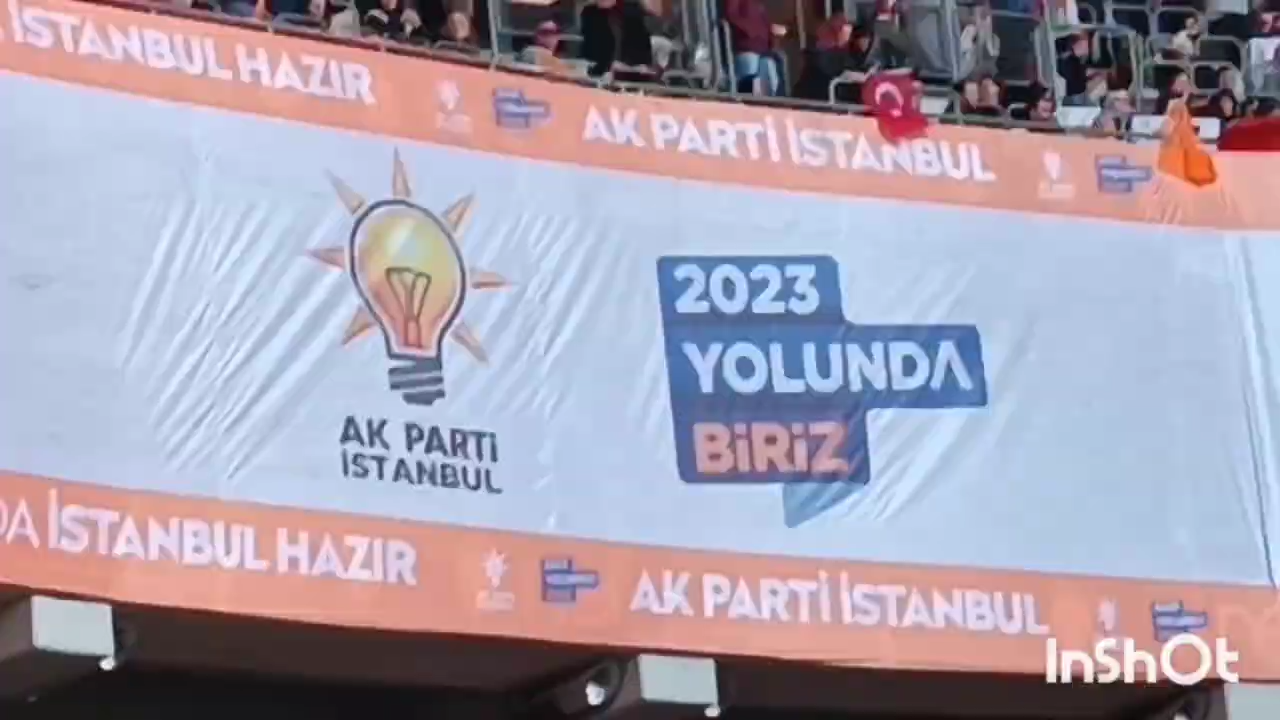 İSTANBUL HAZIR
AK PARTİ İSTANBUL
AK PARTİ
İSTANBUL
2023
YOLUNDA
BİRİZ
DA İSTANBUL HAZIR
AK PARTİ İSTANBUL
InShOt